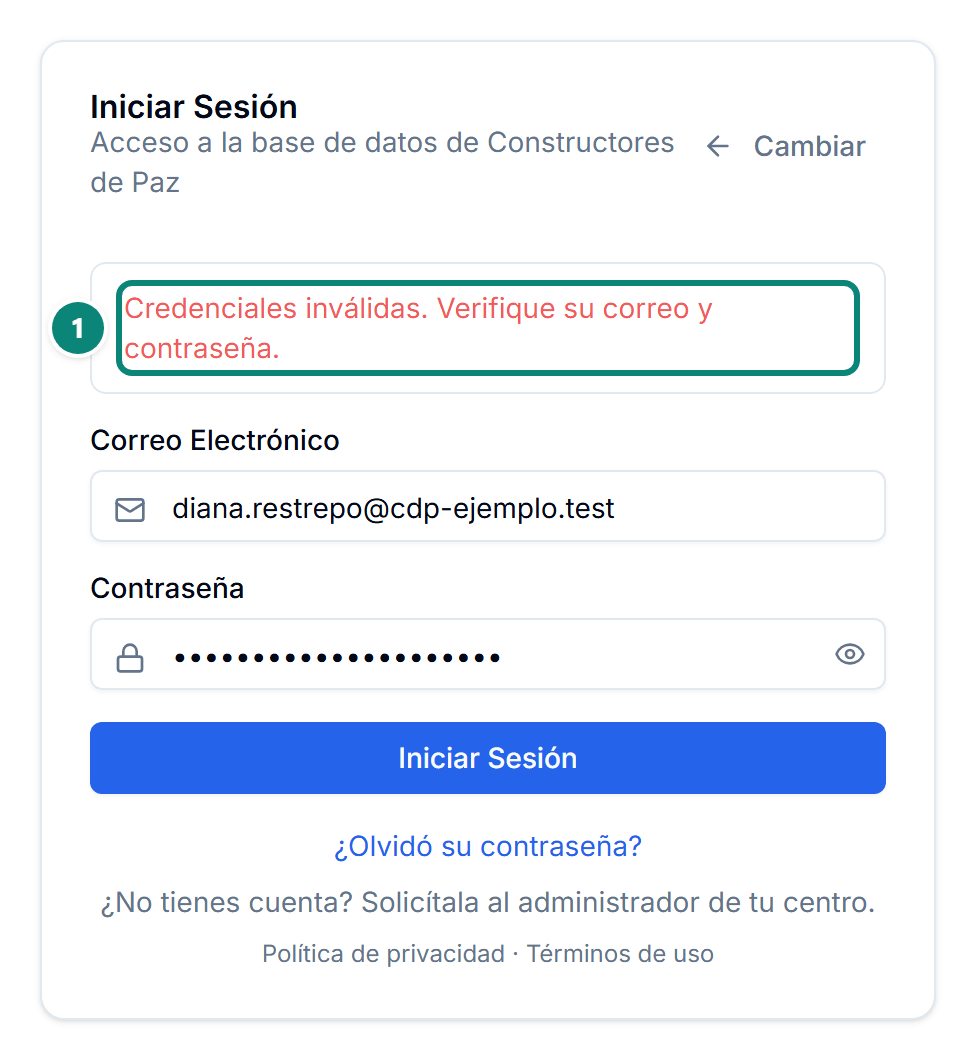 Iniciar Sesión
Acceso a la base de datos de Constructores
de Paz
Cambiar
1
Credenciales inválidas. Verifique su correo y
contraseña.
Correo Electrónico
diana.restrepo@cdp-ejemplo.test
Contraseña
•••••••••••••••••••••
Iniciar Sesión
¿Olvidó su contraseña?
¿No tienes cuenta? Solicítala al administrador de tu centro.
Política de privacidad · Términos de uso